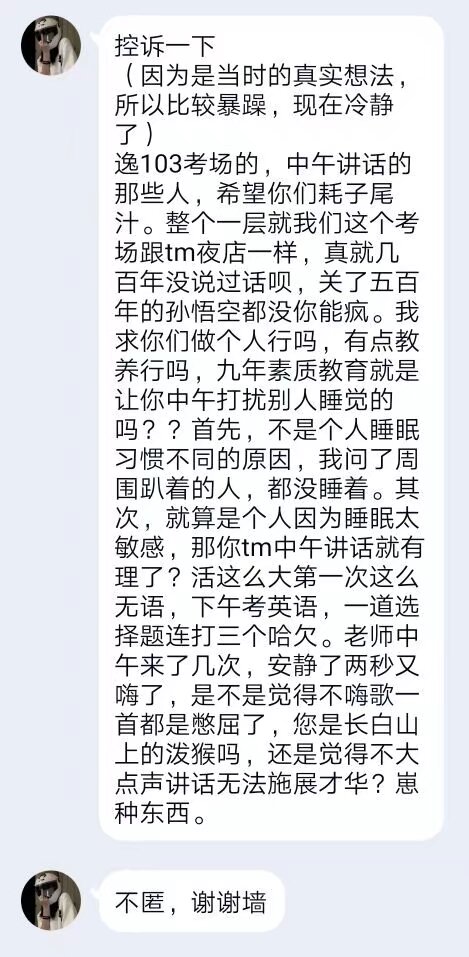 控诉一下
（因为是当时的真实想法，
所以比较暴躁，现在冷静
了）
逸103考场的，中午讲话的
那些人，希望你们耗子尾
汁。整个一层就我们这个考
场跟tm夜店一样，真就几
百年没说过话呗，关了五百
年的孙悟空都没你能疯。我
求你们做个人行吗，有点教
养行吗，九年素质教育就是
让你中午打扰别人睡觉的
吗？？首先，不是个人睡眠
习惯不同的原因，我问了周
围趴着的人，都没睡着。其
次，就算是个人因为睡眠太
敏感，那你tm中午讲话就有
理了？活这么大第一次这么
无语，下午考英语，一道选
择题连打三个哈欠。老师中
午来了几次，安静了两秒又
嗨了，是不是觉得不嗨歌一
首都是憋屈了，您是长白山
上的泼猴吗，还是觉得不大
点声讲话无法施展才华？崽
种东西。
不匿，谢谢墙